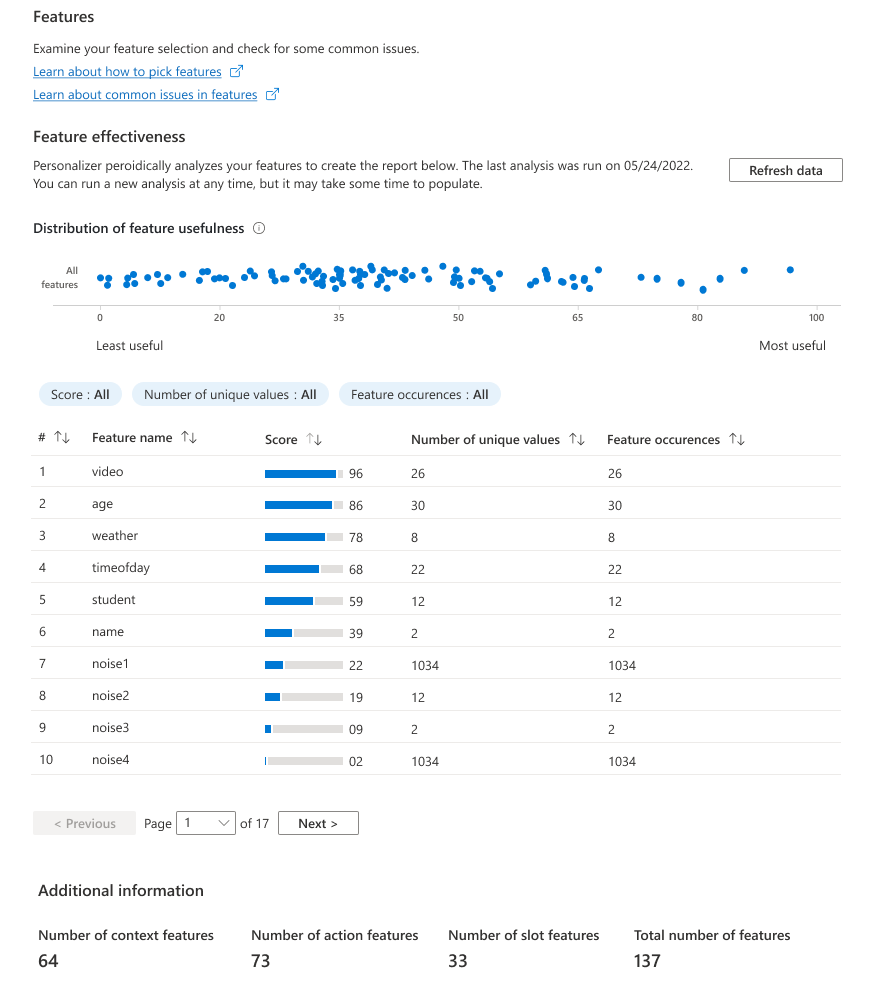 Features
Examine your feature selection and check for some common issues.
Learn about how to pick features
Learn about common issues in features
Feature effectiveness
Personalizer peroidically analyzes your features to create the report below. The last analysis was run on 05/24/2022.
You can run a new analysis at any time, but it may take some time to populate.
Refresh data
Distribution of feature usefulness
All
features
0 20 35 50 65 80 100
Least useful Most useful
Score : All Number of unique values : All Feature occurences : All
# Feature name Score Number of unique values Feature occurences
1 video 96 26 26
2 age 86 30 30
3 weather 78 8 8
4 timeofday 68 22 22
5 student 59 12 12
6 name 39 2 2
7 noise1 22 1034 1034
8 noise2 19 12 12
9 noise3 09 2 2
10 noise4 02 1034 1034
< Previous Page 1 of 17 Next >
Additional information
Number of context features Number of action features Number of slot features Total number of features
64 73 33 137